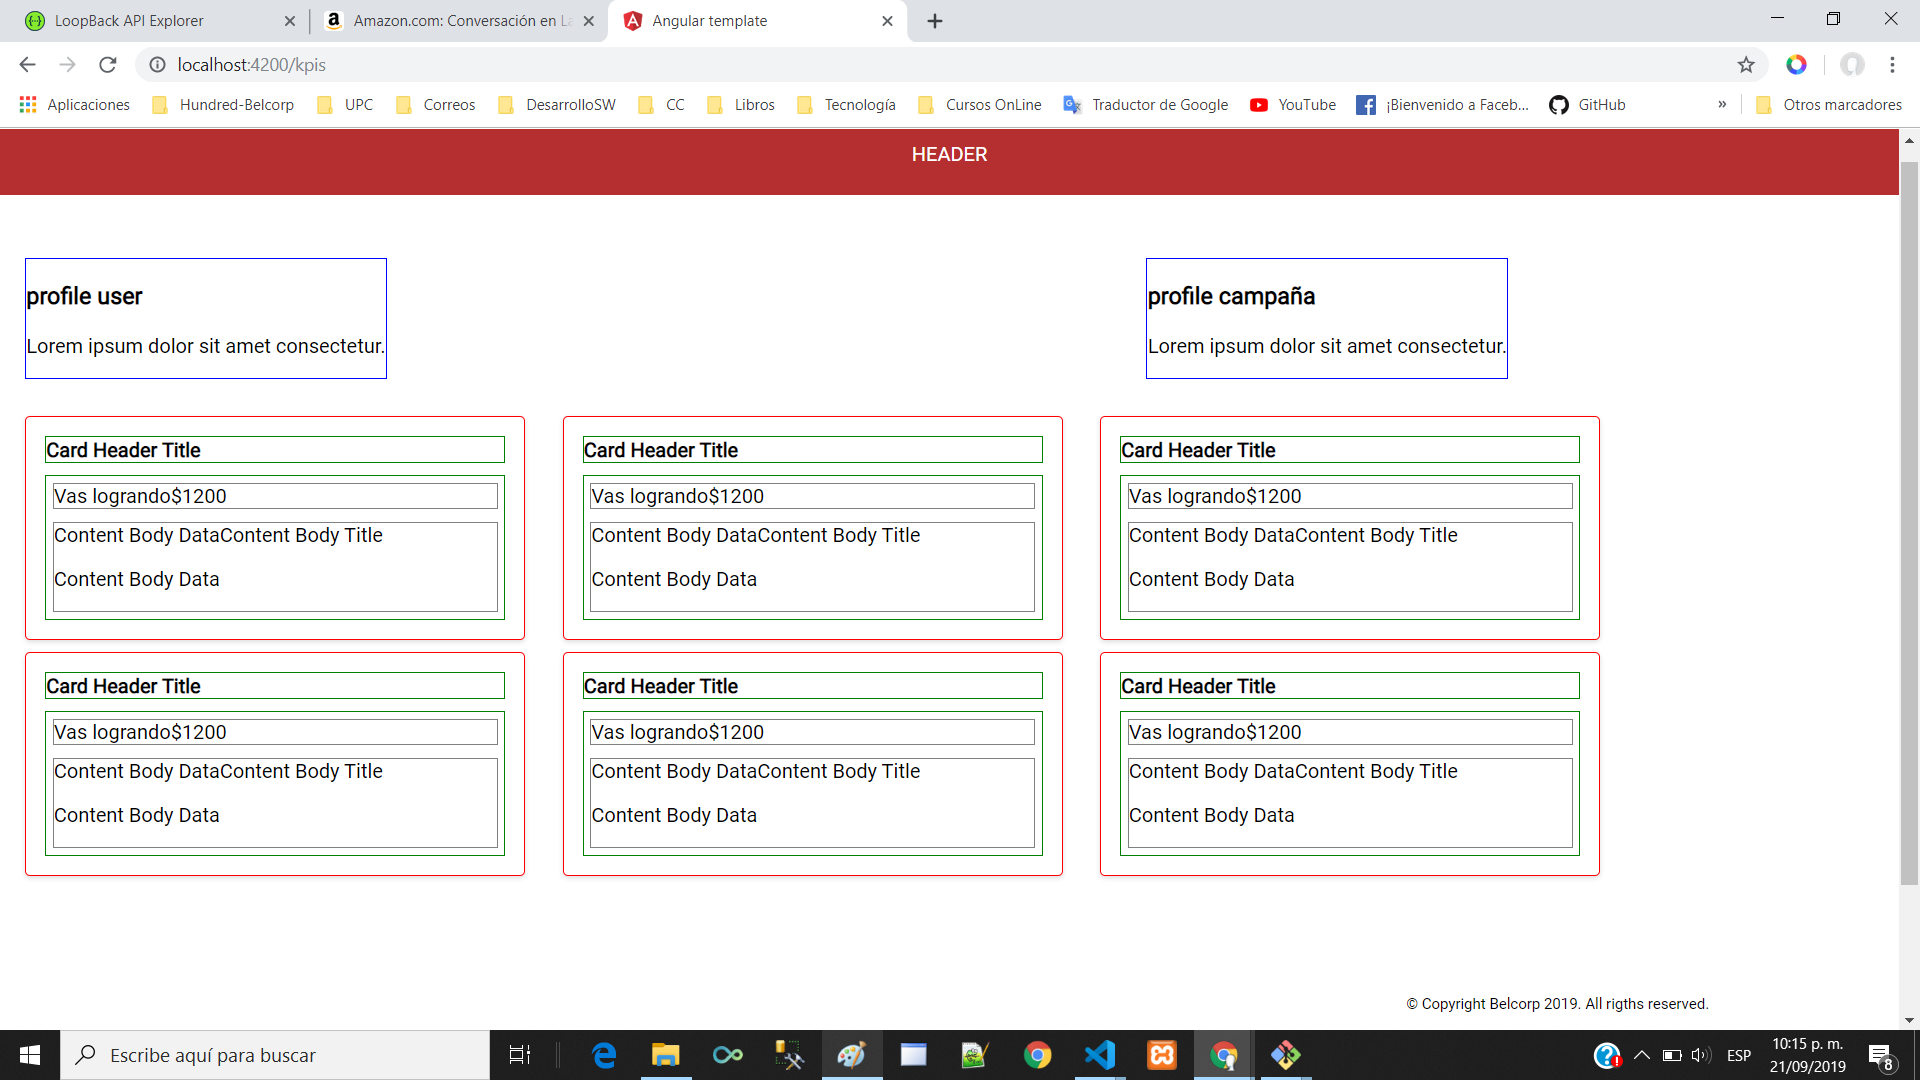 LoopBack API Explorer
Amazon.com: Conversación en L
Angular template
localhost:4200/kpis
Aplicaciones
Hundred-Belcorp
UPC
Correos
DesarrolloSW
CC
Libros
Tecnología
Cursos OnLine
Traductor de Google
YouTube
¡Bienvenido a Faceb...
GitHub
»
Otros marcadores
HEADER
profile user
Lorem ipsum dolor sit amet consectetur.
profile campaña
Lorem ipsum dolor sit amet consectetur.
Card Header Title
Vas logrando$1200
Content Body DataContent Body Title
Content Body Data
Card Header Title
Vas logrando$1200
Content Body DataContent Body Title
Content Body Data
Card Header Title
Vas logrando$1200
Content Body DataContent Body Title
Content Body Data
Card Header Title
Vas logrando$1200
Content Body DataContent Body Title
Content Body Data
Card Header Title
Vas logrando$1200
Content Body DataContent Body Title
Content Body Data
Card Header Title
Vas logrando$1200
Content Body DataContent Body Title
Content Body Data
© Copyright Belcorp 2019. All rigths reserved.
Escribe aquí para buscar
ESP
10:15 p. m.
21/09/2019
8